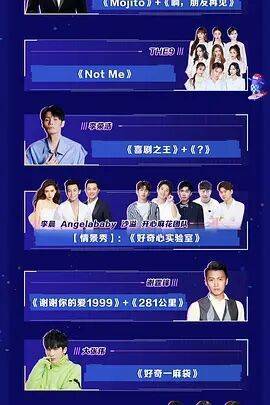 《Mojito》+《啊，朋友再见》
THE9
《Not Me》
李荣浩
《喜剧之王》+《？》
李晨 Angelababy 沙溢 开心麻花团队
【情景秀】：《好奇心实验室》
谢霆锋
《谢谢你的爱1999》+《281公里》
大张伟
《好奇一麻袋》